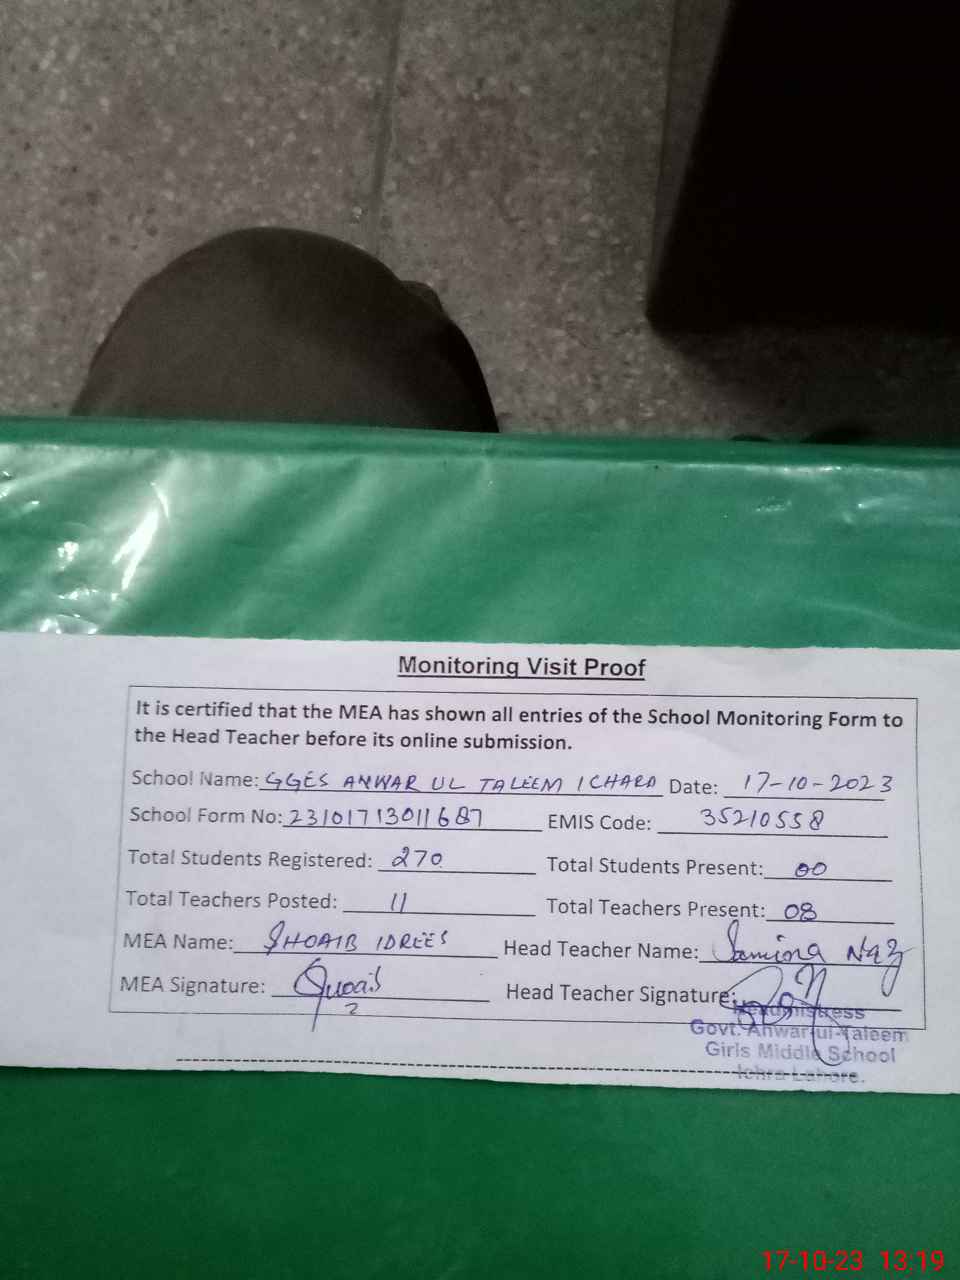 Monitoring Visit Proof
It is certified that the MEA has shown all entries of the School Monitoring Form to
the Head Teacher before its online submission.
School Name: GGES ANWAR UL TALEEM ICHARA Date: 17-10-2023
School Form No: 23101713011687 EMIS Code: 35210558
Total Students Registered: 270 Total Students Present: 00
Total Teachers Posted: 11 Total Teachers Present: 08
MEA Name: SHOAIB IDREES Head Teacher Name: Samina Naz
MEA Signature: Head Teacher Signature:
Headmistress
Govt. Anwar-ul-Taleem
Girls Middle School
Ichra Lahore.
17-10-23 13:19